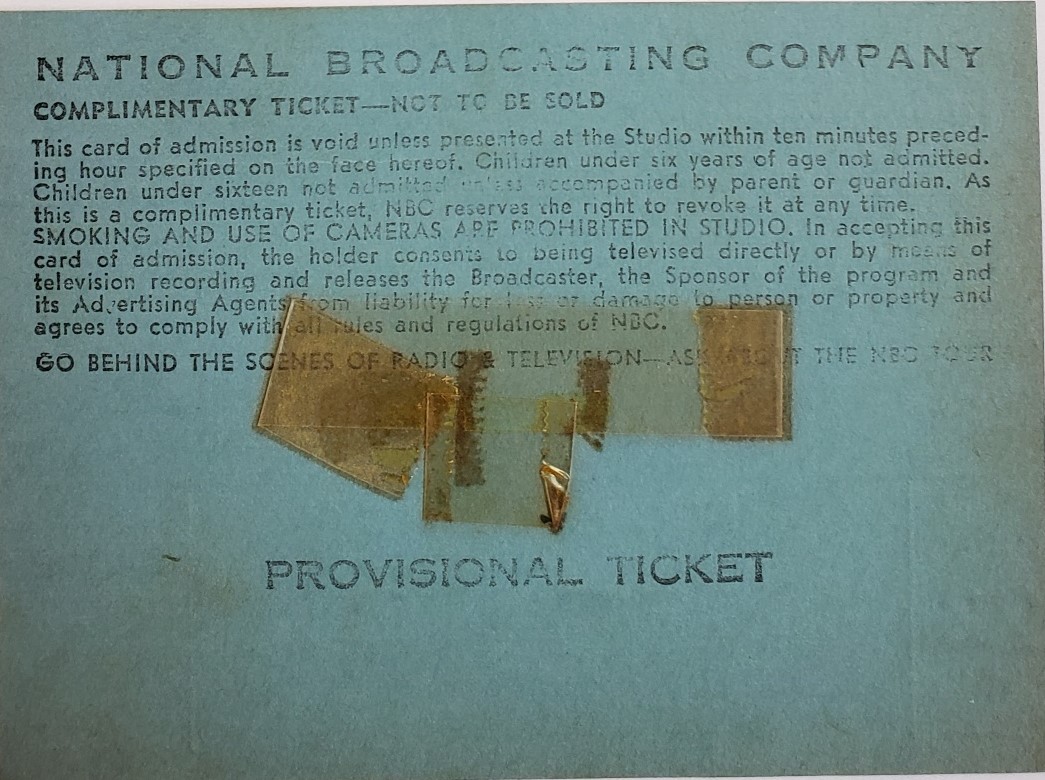 NATIONAL BROADCASTING COMPANY
COMPLIMENTARY TICKET—NOT TO BE SOLD
This card of admission is void unless presented at the Studio within ten minutes preced-
ing hour specified on the face hereof. Children under six years of age not admitted.
Children under sixteen not admitted unless accompanied by parent or guardian. As
this is a complimentary ticket, NBC reserves the right to revoke it at any time.
SMOKING AND USE OF CAMERAS ARE PROHIBITED IN STUDIO. In accepting this
card of admission, the holder consents to being televised directly or by means of
television recording and releases the Broadcaster, the Sponsor of the program and
its Advertising Agents from liability for loss or damage to person or property and
agrees to comply with all rules and regulations of NBC.
GO BEHIND THE SCENES OF RADIO & TELEVISION—ASK ABOUT THE NBC TOUR
PROVISIONAL TICKET